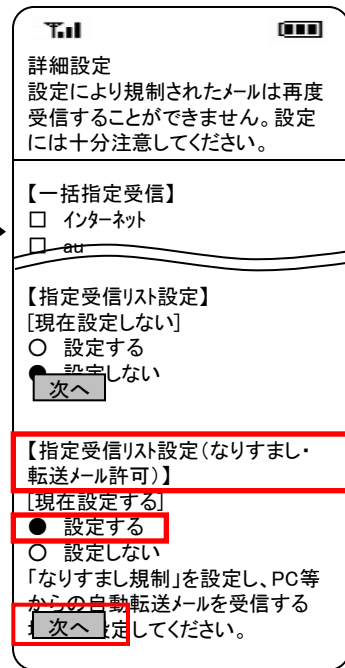 詳細設定
設定により規制されたメールは再度
受信することができません。設定
には十分注意してください。
【一括指定受信】
□ インターネット
□ au
【指定受信リスト設定】
[現在設定しない]
○ 設定する
● 設定しない
次へ
【指定受信リスト設定(なりすまし・
転送メール許可)】
[現在設定する]
● 設定する
○ 設定しない
「なりすまし規制」を設定し、PC等
からの自動転送メールを受信する
次へ 定してください。